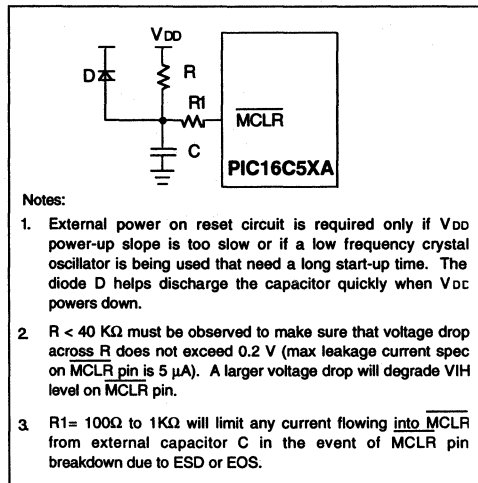 VDD
D
R
R1
MCLR
C
PIC16C5XA
Notes:
1. External power on reset circuit is required only if VDD
power-up slope is too slow or if a low frequency crystal
oscillator is being used that need a long start-up time. The
diode D helps discharge the capacitor quickly when VDC
powers down.
2. R < 40 KΩ must be observed to make sure that voltage drop
across R does not exceed 0.2 V (max leakage current spec
on MCLR pin is 5 μA). A larger voltage drop will degrade VIH
level on MCLR pin.
3. R1= 100Ω to 1KΩ will limit any current flowing into MCLR
from external capacitor C in the event of MCLR pin
breakdown due to ESD or EOS.